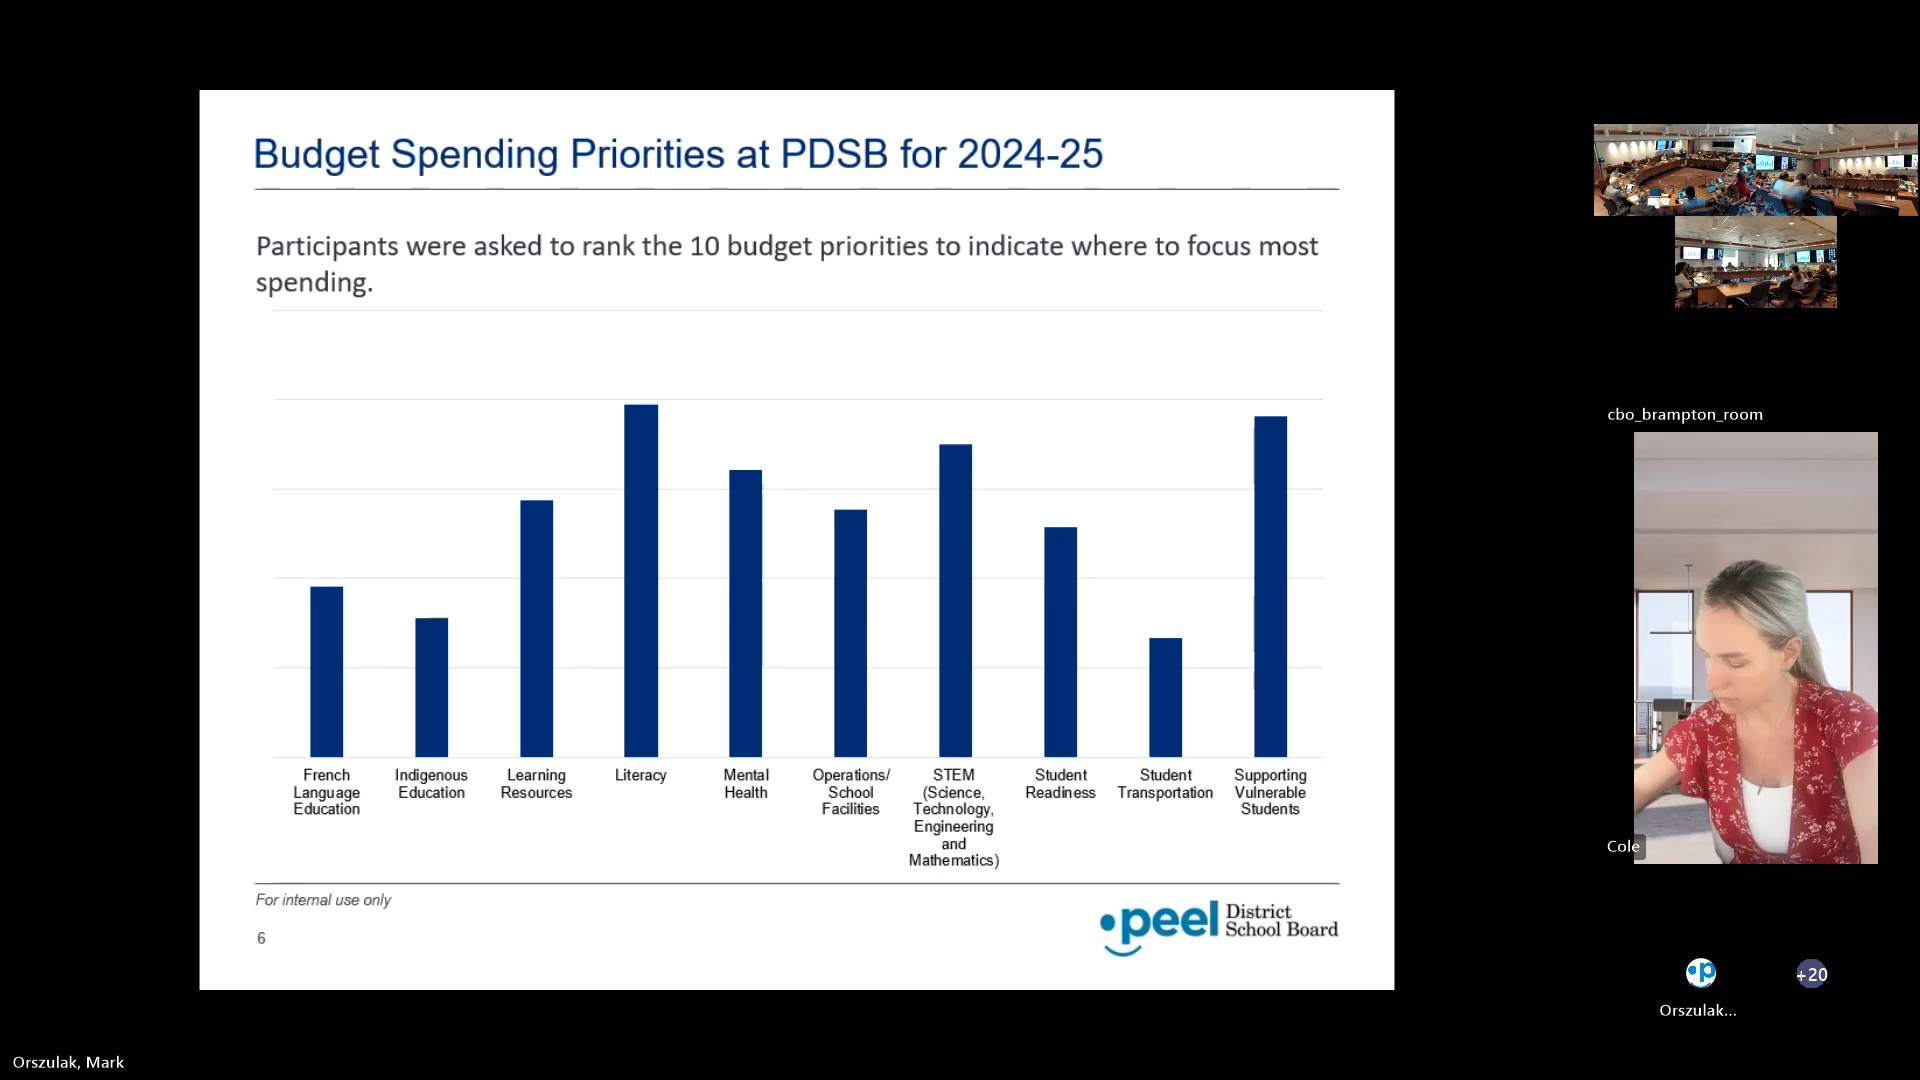 Budget Spending Priorities at PDSB for 2024-25
Participants were asked to rank the 10 budget priorities to indicate where to focus most
spending.
French
Language
Education
Indigenous
Education
Learning
Resources
Literacy
Mental
Health
Operations/
School
Facilities
STEM
(Science,
Technology,
Engineering
and
Mathematics)
Student
Readiness
Student
Transportation
Supporting
Vulnerable
Students
For internal use only
6
peel
District
School Board
cbo_brampton_room
Cole
p
+20
Orszulak...
Orszulak, Mark